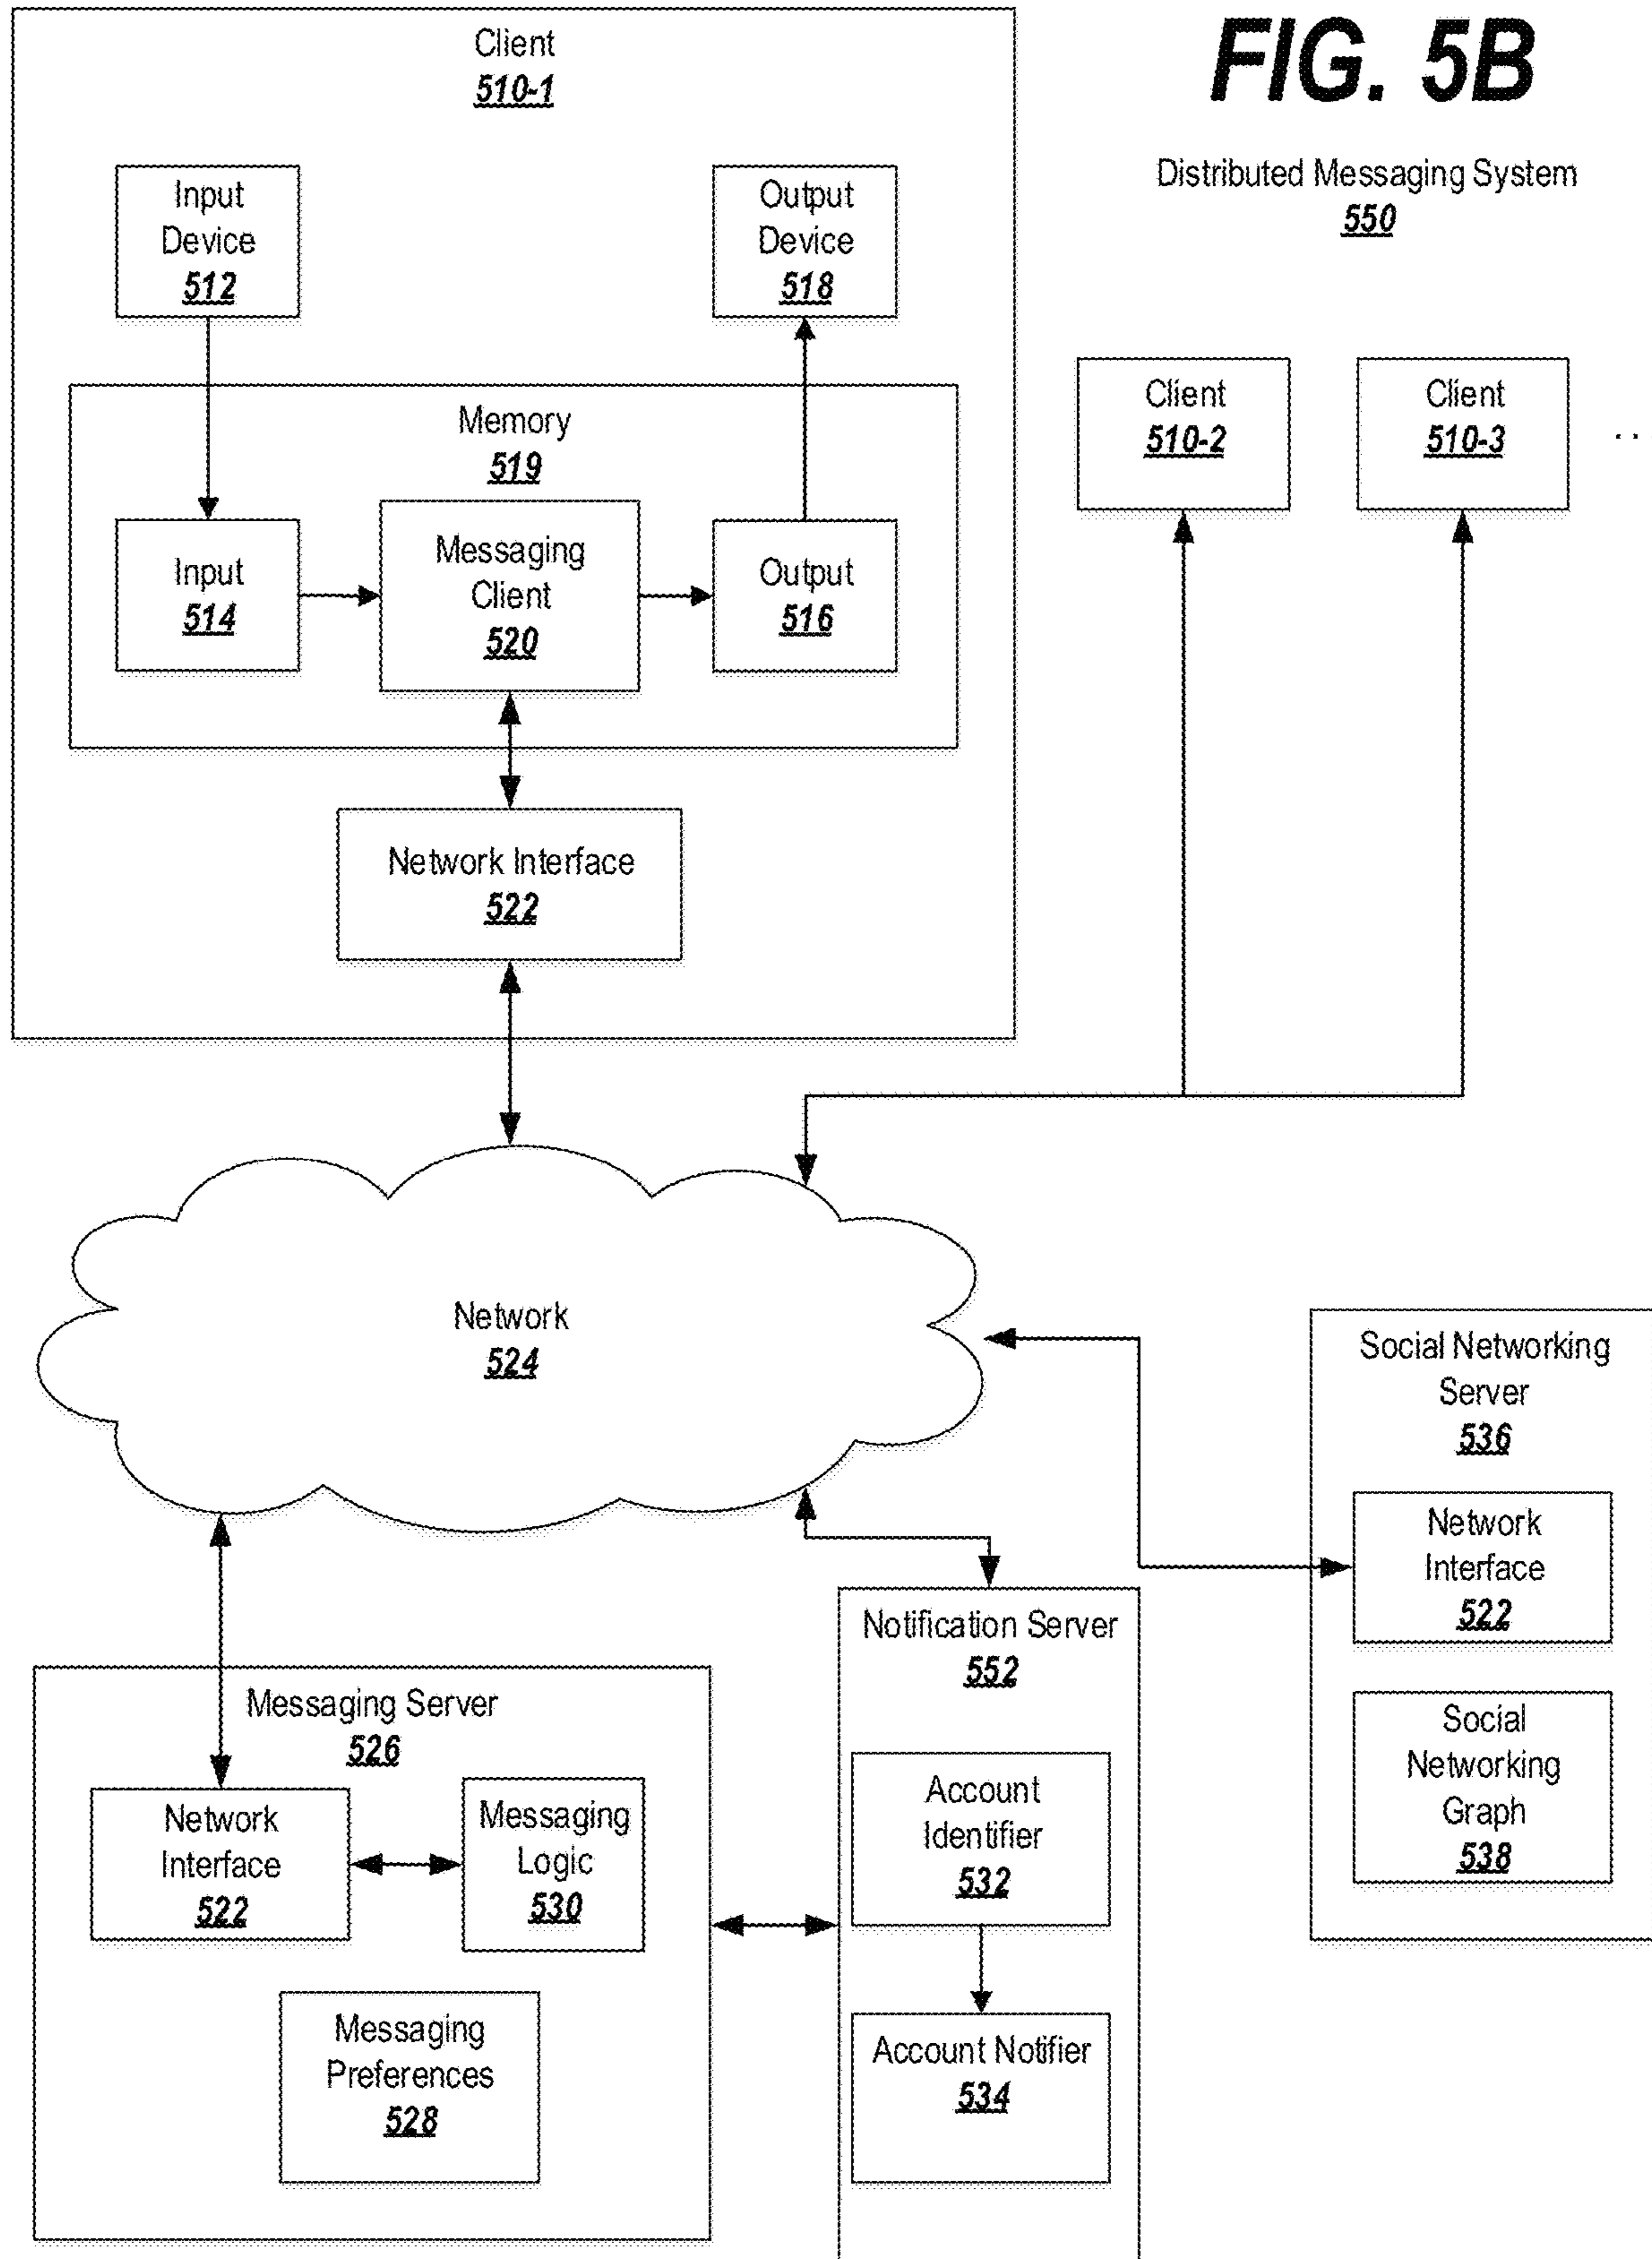 FIG. 5B
Distributed Messaging System
550
Client
510-1
Input
Device
512
Output
Device
518
Memory
519
Input
514
Messaging
Client
520
Output
516
Network Interface
522
Client
510-2
Client
510-3
...
Network
524
Social Networking
Server
536
Network
Interface
522
Social
Networking
Graph
538
Notification Server
552
Account
Identifier
532
Account Notifier
534
Messaging Server
526
Network
Interface
522
Messaging
Logic
530
Messaging
Preferences
528